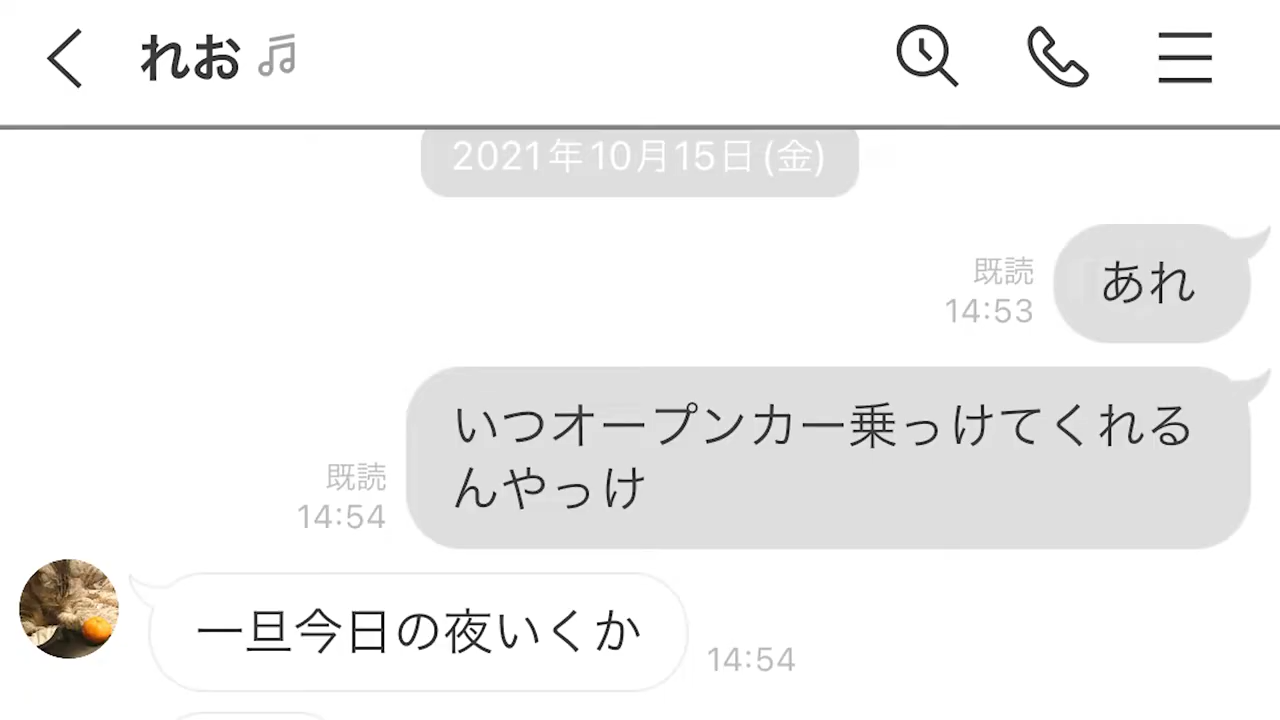 れお
2021年10月15日(金)
既読
14:53
あれ
いつオープンカー乗っけてくれる
んやっけ
既読
14:54
一旦今日の夜いくか
14:54